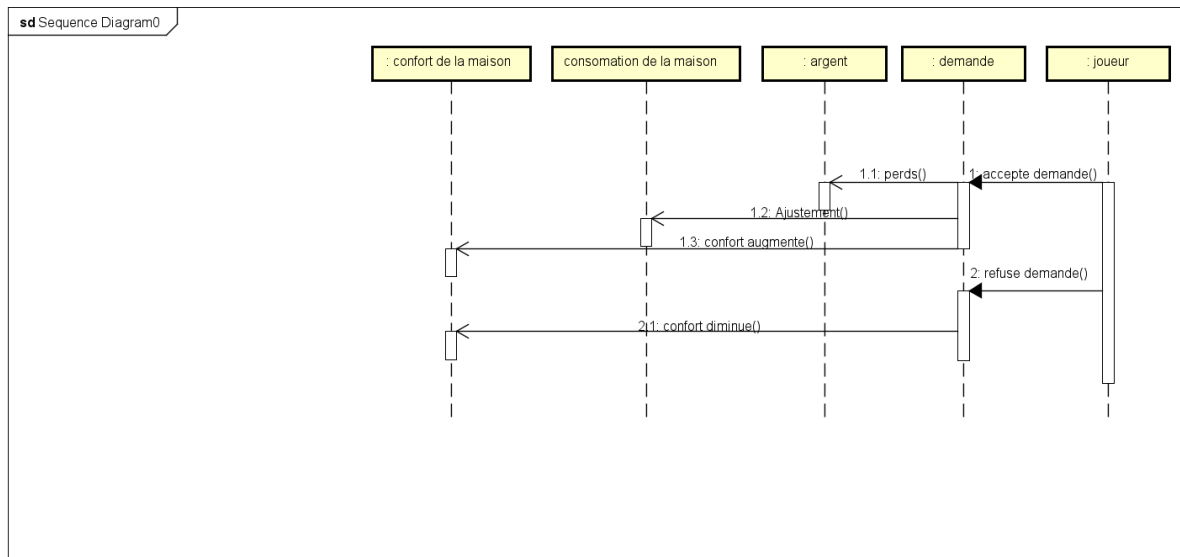 sd Sequence Diagram0
: confort de la maison
consomation de la maison
: argent
: demande
: joueur
1.1: perds()
1: accepte demande()
1.2: Ajustement()
1.3: confort augmente()
2: refuse demande()
2.1: confort diminue()